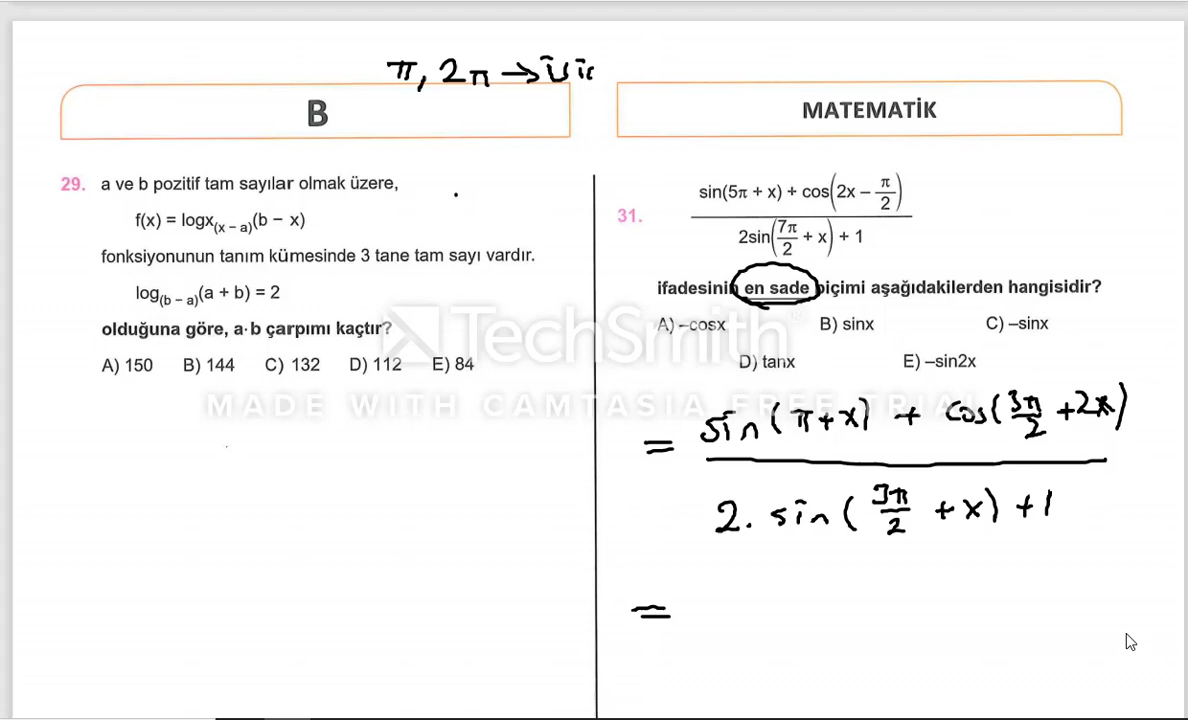 π, 2π →
B
29. a ve b pozitif tam sayılar olmak üzere,
f(x) = logx(x – a)(b – x)
fonksiyonunun tanım kümesinde 3 tane tam sayı vardır.
log(b – a)(a + b) = 2
olduğuna göre, a·b çarpımı kaçtır?
A) 150 B) 144 C) 132 D) 112 E) 84
MATEMATİK
31. sin(5π + x) + cos(2x – π/2)
2sin(7π/2 + x) + 1
ifadesinin en sade biçimi aşağıdakilerden hangisidir?
A) –cosx B) sinx C) –sinx
D) tanx E) –sin2x
= sin(π+x) + cos(3π/2 +2x)
2. sin(3π/2 +x) +1
=
TechSmith®
MADE WITH CAMTASIA FREE TRIAL